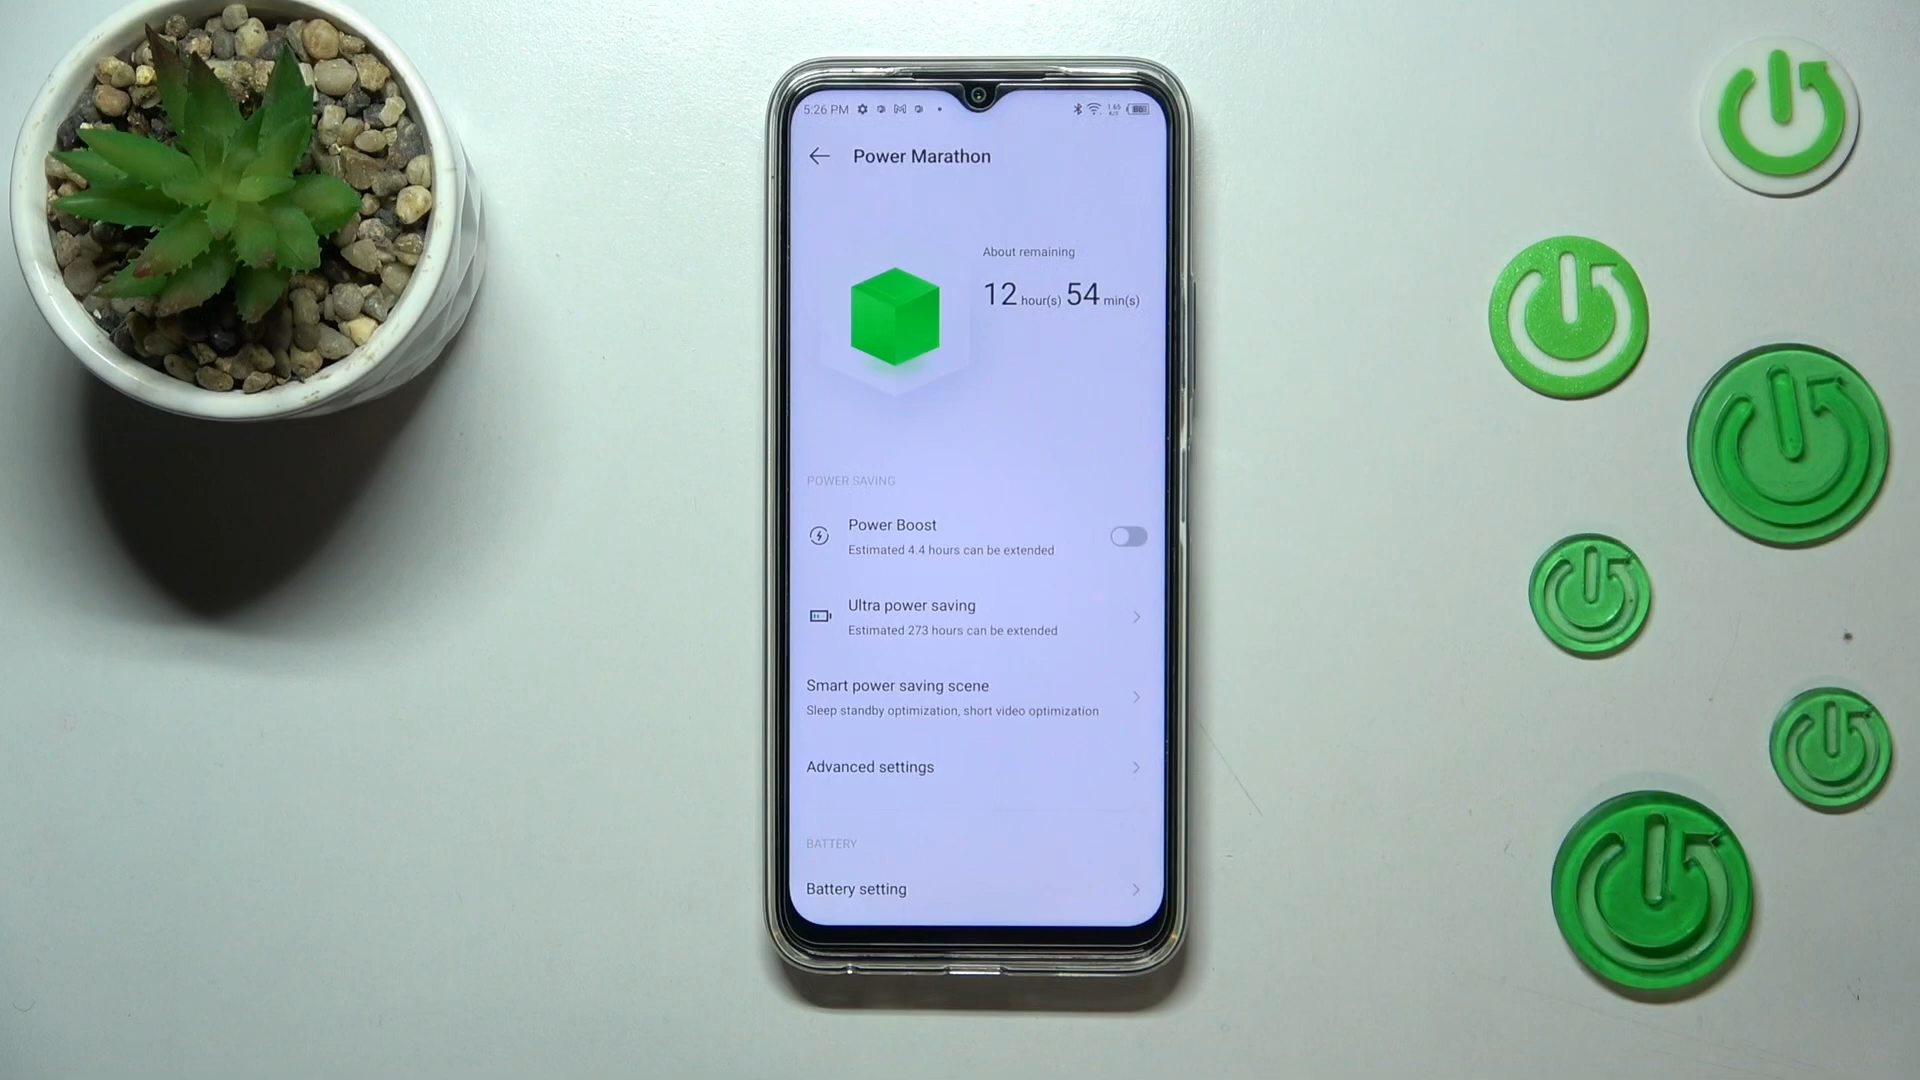 5:26 PM
Power Marathon
About remaining
12 hour(s) 54 min(s)
POWER SAVING
Power Boost
Estimated 4.4 hours can be extended
Ultra power saving
Estimated 273 hours can be extended
Smart power saving scene
Sleep standby optimization, short video optimization
Advanced settings
BATTERY
Battery setting